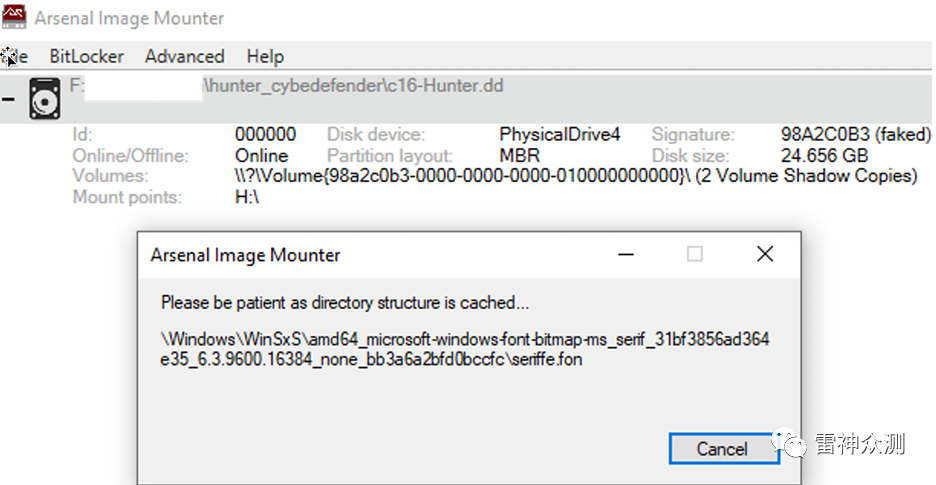 Arsenal Image Mounter
File BitLocker Advanced Help
F: \hunter_cybedefender\c16-Hunter.dd
Id: 000000 Disk device: PhysicalDrive4 Signature: 98A2C0B3 (faked)
Online/Offline: Online Partition layout: MBR Disk size: 24.656 GB
Volumes: \\?\Volume{98a2c0b3-0000-0000-0000-010000000000}\ (2 Volume Shadow Copies)
Mount points: H:\
Arsenal Image Mounter
Please be patient as directory structure is cached...
\Windows\WinSxS\amd64_microsoft-windows-font-bitmap-ms_serif_31bf3856ad364
e35_6.3.9600.16384_none_bb3a6a2bfd0bccfc\seriffe.fon
Cancel
雷神众测